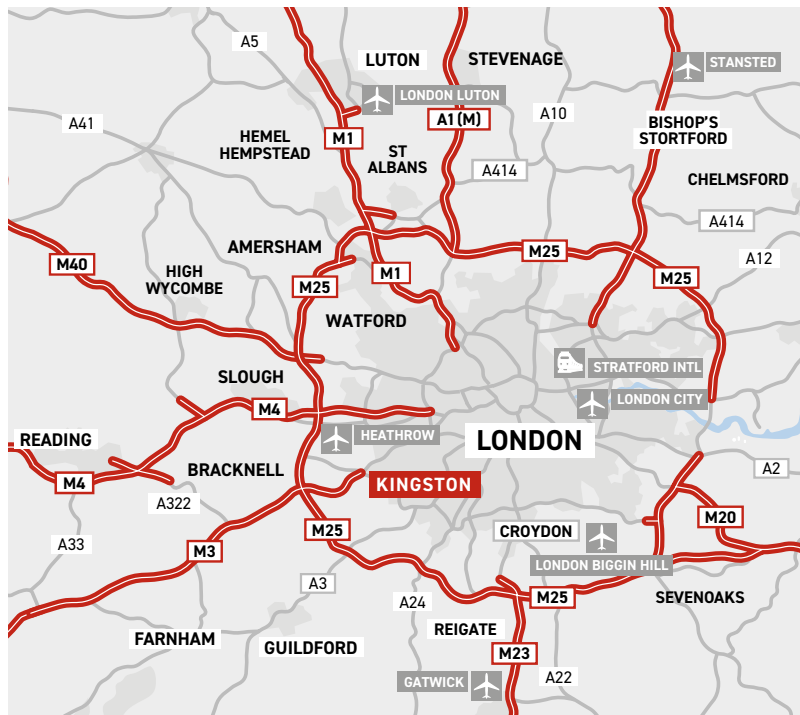 A5
LUTON
STEVENAGE
STANSTED
LONDON LUTON
A41
A1 (M)
A10
BISHOP'S
STORTFORD
HEMEL
HEMPSTEAD
M1
ST
ALBANS
A414
CHELMSFORD
A414
AMERSHAM
M25
A12
M40
HIGH
WYCOMBE
M1
M25
M25
WATFORD
STRATFORD INTL
SLOUGH
LONDON CITY
M4
READING
HEATHROW
LONDON
BRACKNELL
A2
M4
KINGSTON
A322
M20
A33
M3
M25
CROYDON
LONDON BIGGIN HILL
A3
A24
M25
SEVENOAKS
REIGATE
FARNHAM
GUILDFORD
M23
A22
GATWICK